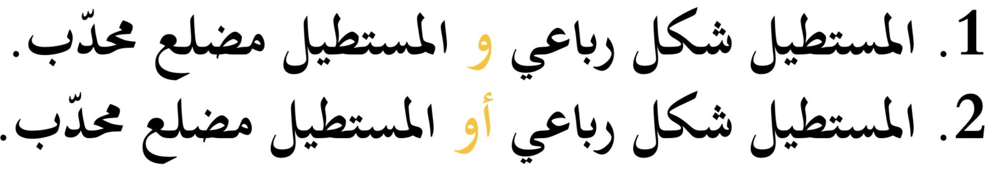 1. المستطيل شكل رباعي و المستطيل مضلع محدّب.
2. المستطيل شكل رباعي أو المستطيل مضلع محدّب.